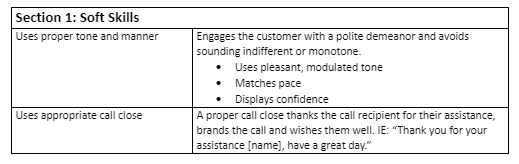 Section 1: Soft Skills
Uses proper tone and manner
Engages the customer with a polite demeanor and avoids
sounding indifferent or monotone.
• Uses pleasant, modulated tone
• Matches pace
• Displays confidence
Uses appropriate call close
A proper call close thanks the call recipient for their assistance,
brands the call and wishes them well. IE: “Thank you for your
assistance [name], have a great day.”